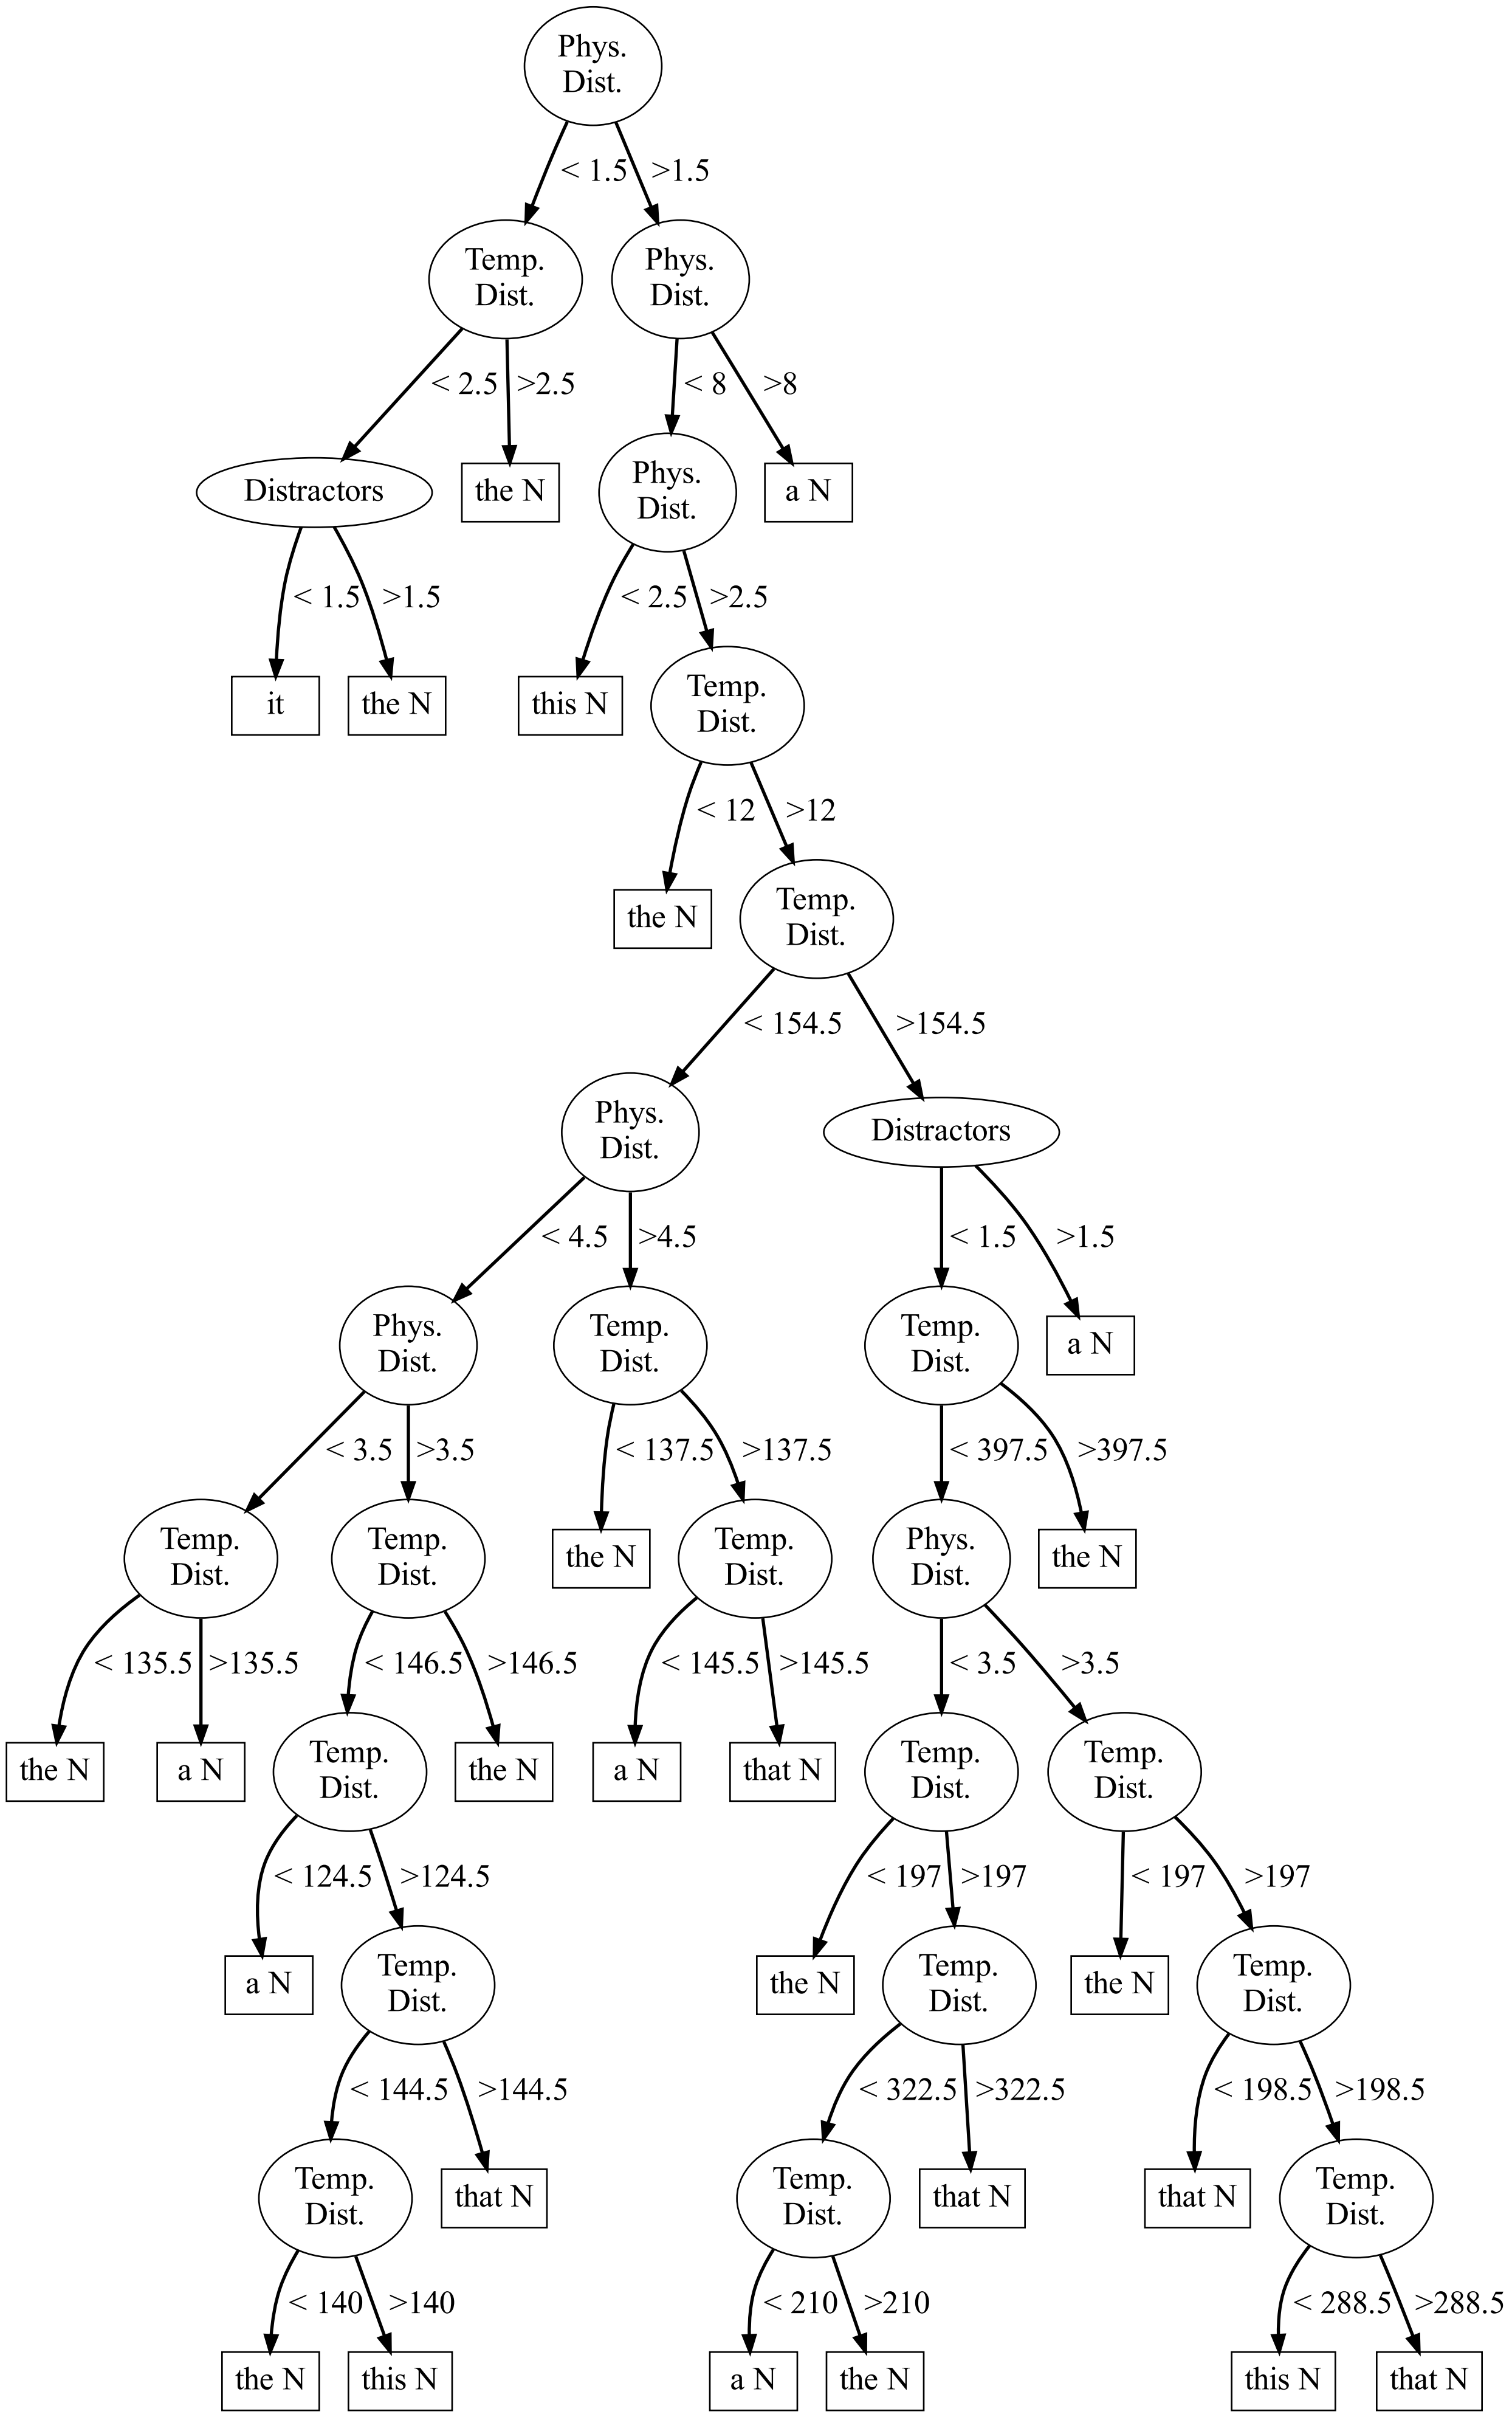 Phys.
Dist.
< 1.5
>1.5
Temp.
Dist.
Phys.
Dist.
< 2.5
>2.5
< 8
>8
Distractors
the N
Phys.
Dist.
a N
< 1.5
>1.5
< 2.5
>2.5
it
the N
this N
Temp.
Dist.
< 12
>12
the N
Temp.
Dist.
< 154.5
>154.5
Phys.
Dist.
Distractors
< 4.5
>4.5
< 1.5
>1.5
Phys.
Dist.
Temp.
Dist.
Temp.
Dist.
a N
< 3.5
>3.5
< 137.5
>137.5
< 397.5
>397.5
Temp.
Dist.
Temp.
Dist.
the N
Temp.
Dist.
Phys.
Dist.
the N
< 135.5
>135.5
< 146.5
>146.5
< 145.5
>145.5
< 3.5
>3.5
the N
a N
Temp.
Dist.
the N
a N
that N
Temp.
Dist.
Temp.
Dist.
< 124.5
>124.5
< 197
>197
< 197
>197
a N
Temp.
Dist.
the N
Temp.
Dist.
the N
Temp.
Dist.
< 144.5
>144.5
< 322.5
>322.5
< 198.5
>198.5
Temp.
Dist.
that N
Temp.
Dist.
that N
that N
Temp.
Dist.
< 140
>140
< 210
>210
< 288.5
>288.5
the N
this N
a N
the N
this N
that N